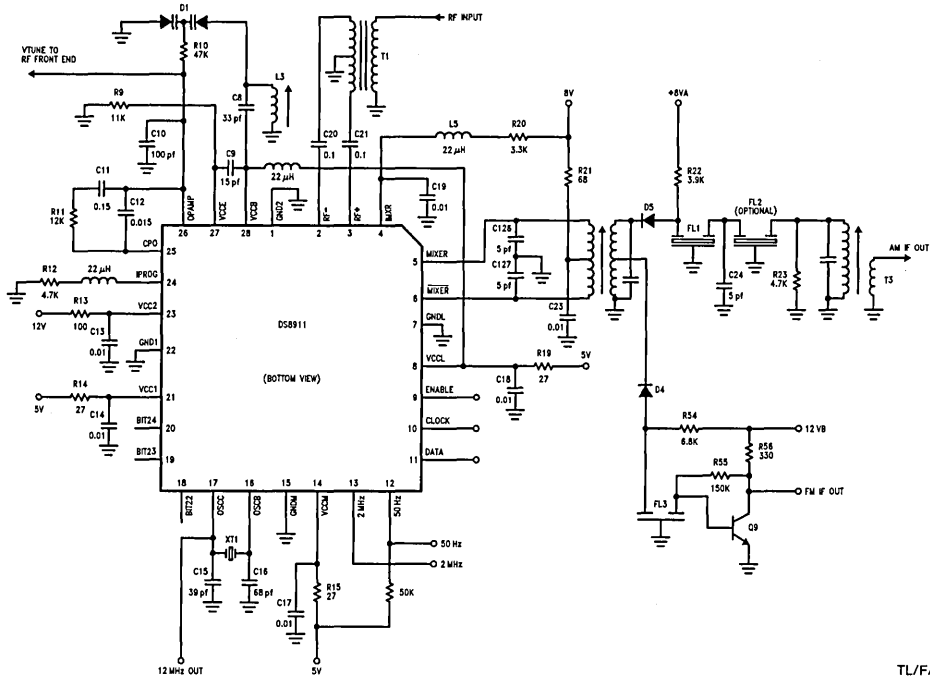 D1
RF INPUT
VTUNE TO
RF FRONT END
R10
47K
T1
L3
8V
+8VA
R9
11K
C8
33 pf
L5
22 μH
R20
3.3K
C10
100 pf
C20
0.1
C21
0.1
C9
15 pf
22 μH
R21
68
R22
3.9K
C11
0.15
C12
0.015
R11
12K
C19
0.01
D5
FL1
FL2
(OPTIONAL)
OPAMP
VCCE
VCCB
GND2
RF-
RF+
MXR
26
27
28
1
2
3
4
CPO
25
MIXER
5
C126
5 pf
C127
5 pf
C24
5 pf
R23
4.7K
AM IF OUT
T3
R12
4.7K
22 μH
IPROG
24
MIXER
6
12V
R13
100
VCC2
23
C13
0.01
GNDL
7
C23
0.01
GND1
22
DS8911
(BOTTOM VIEW)
VCCL
8
R19
27
5V
C18
0.01
5V
R14
27
VCC1
21
C14
0.01
ENABLE
9
D4
BIT24
20
CLOCK
10
R54
6.8K
12 VB
BIT23
19
DATA
11
R56
330
R55
150K
FM IF OUT
18
17
16
15
14
13
12
BIT22
OSCC
OSCB
GNDM
VCCM
2 MHz
50 Hz
FL3
Q9
XT1
50 Hz
2 MHz
C15
39 pf
C16
68 pf
C17
0.01
R15
27
50K
12 MHz OUT
5V
TL/F/